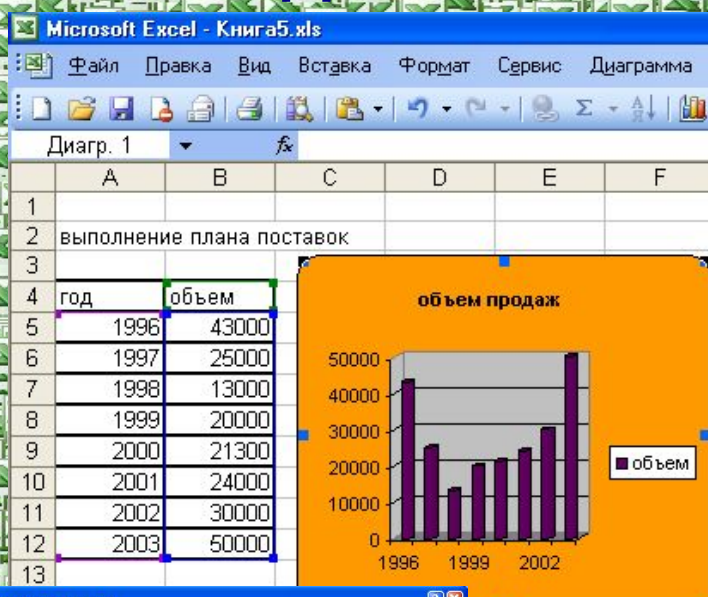 Microsoft Excel - Книга5.xls
Файл Правка Вид Вставка Формат Сервис Диаграмма
Диагр. 1 fx
A B C D E F
1
2 выполнение плана поставок
3
4 год объем
5 1996 43000
6 1997 25000
7 1998 13000
8 1999 20000
9 2000 21300
10 2001 24000
11 2002 30000
12 2003 50000
13
объем продаж
50000
40000
30000
20000
10000
0
1996 1999 2002
объем